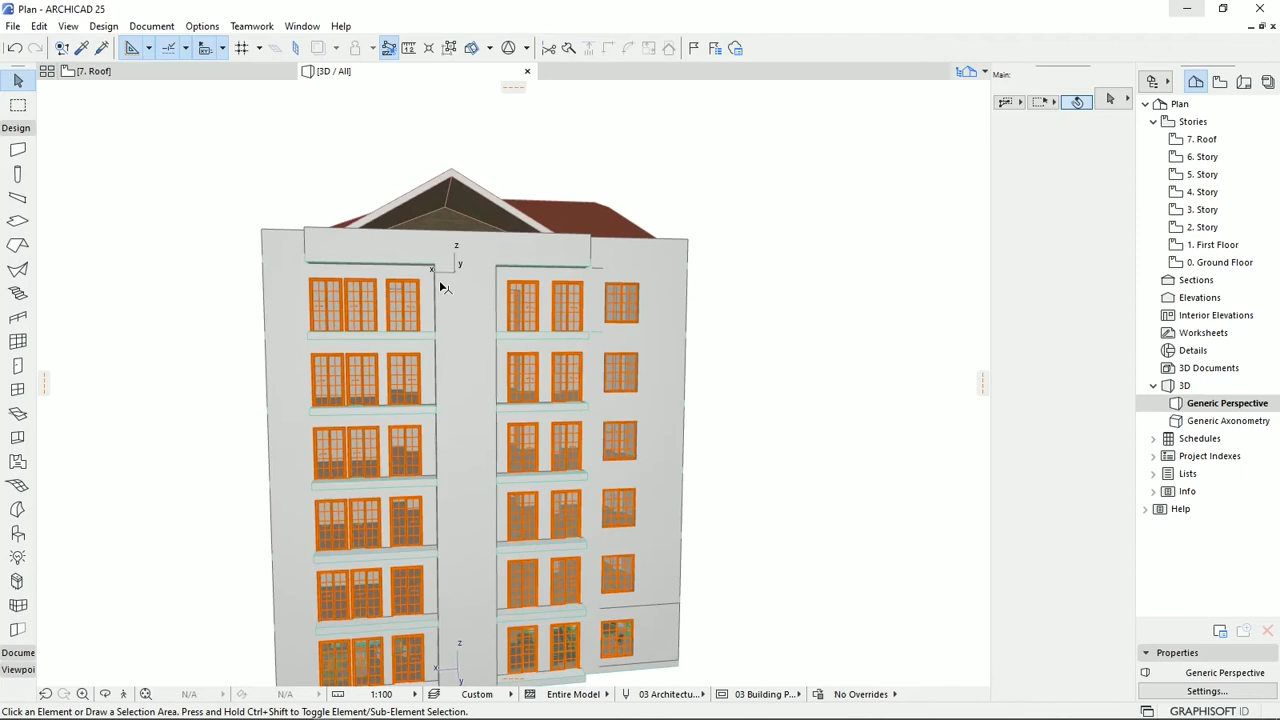 Plan - ARCHICAD 25
File Edit View Design Document Options Teamwork Window Help
[7. Roof]
[3D / All]
Main:
Design
Plan
Stories
7. Roof
6. Story
5. Story
4. Story
3. Story
2. Story
1. First Floor
0. Ground Floor
Sections
Elevations
Interior Elevations
Worksheets
Details
3D Documents
3D
Generic Perspective
Generic Axonometry
Schedules
Project Indexes
Lists
Info
Help
z
x
y
z
x
y
Docume
Viewpoi
Properties
Generic Perspective
Settings...
N/A
N/A
1:100
Custom
Entire Model
03 Architectu...
03 Building P...
No Overrides
Click an Element or Draw a Selection Area. Press and Hold Ctrl+Shift to Toggle Element/Sub-Element Selection.
GRAPHISOFT ID